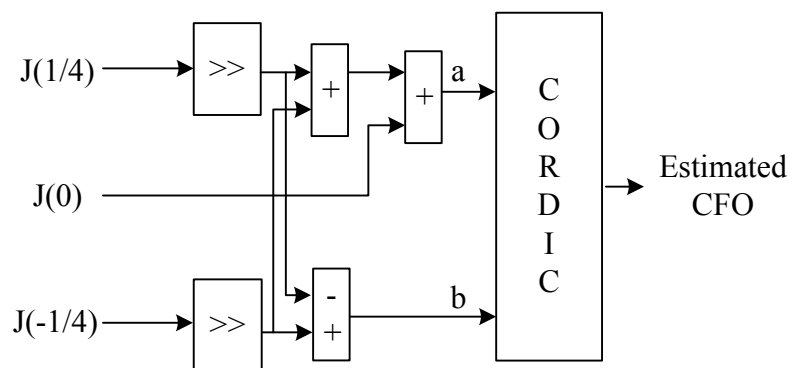 J(1/4)
>>
+
+
a
J(0)
C
O
R
D
I
C
Estimated
CFO
J(-1/4)
>>
-
+
b